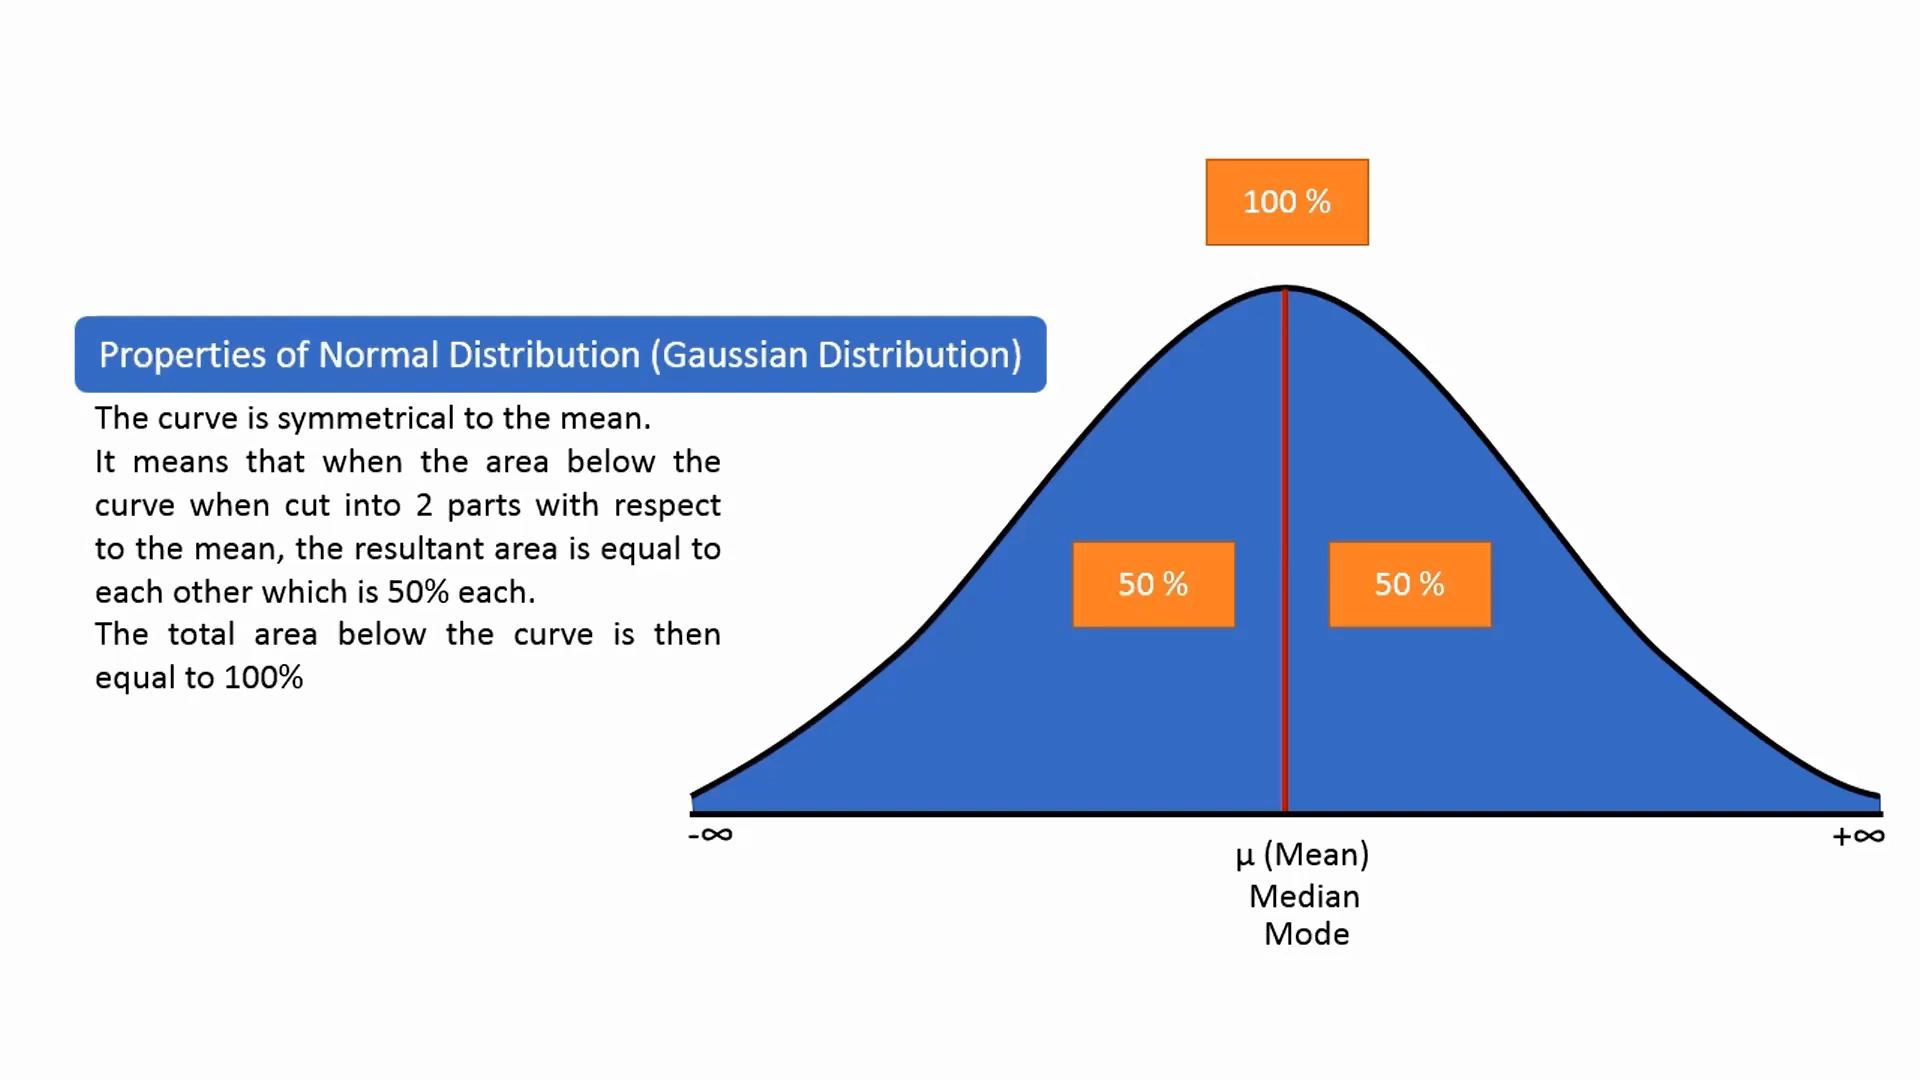 100 %
Properties of Normal Distribution (Gaussian Distribution)
The curve is symmetrical to the mean.
It means that when the area below the
curve when cut into 2 parts with respect
to the mean, the resultant area is equal to
each other which is 50% each.
The total area below the curve is then
equal to 100%
50 %
50 %
-∞
+∞
μ (Mean)
Median
Mode